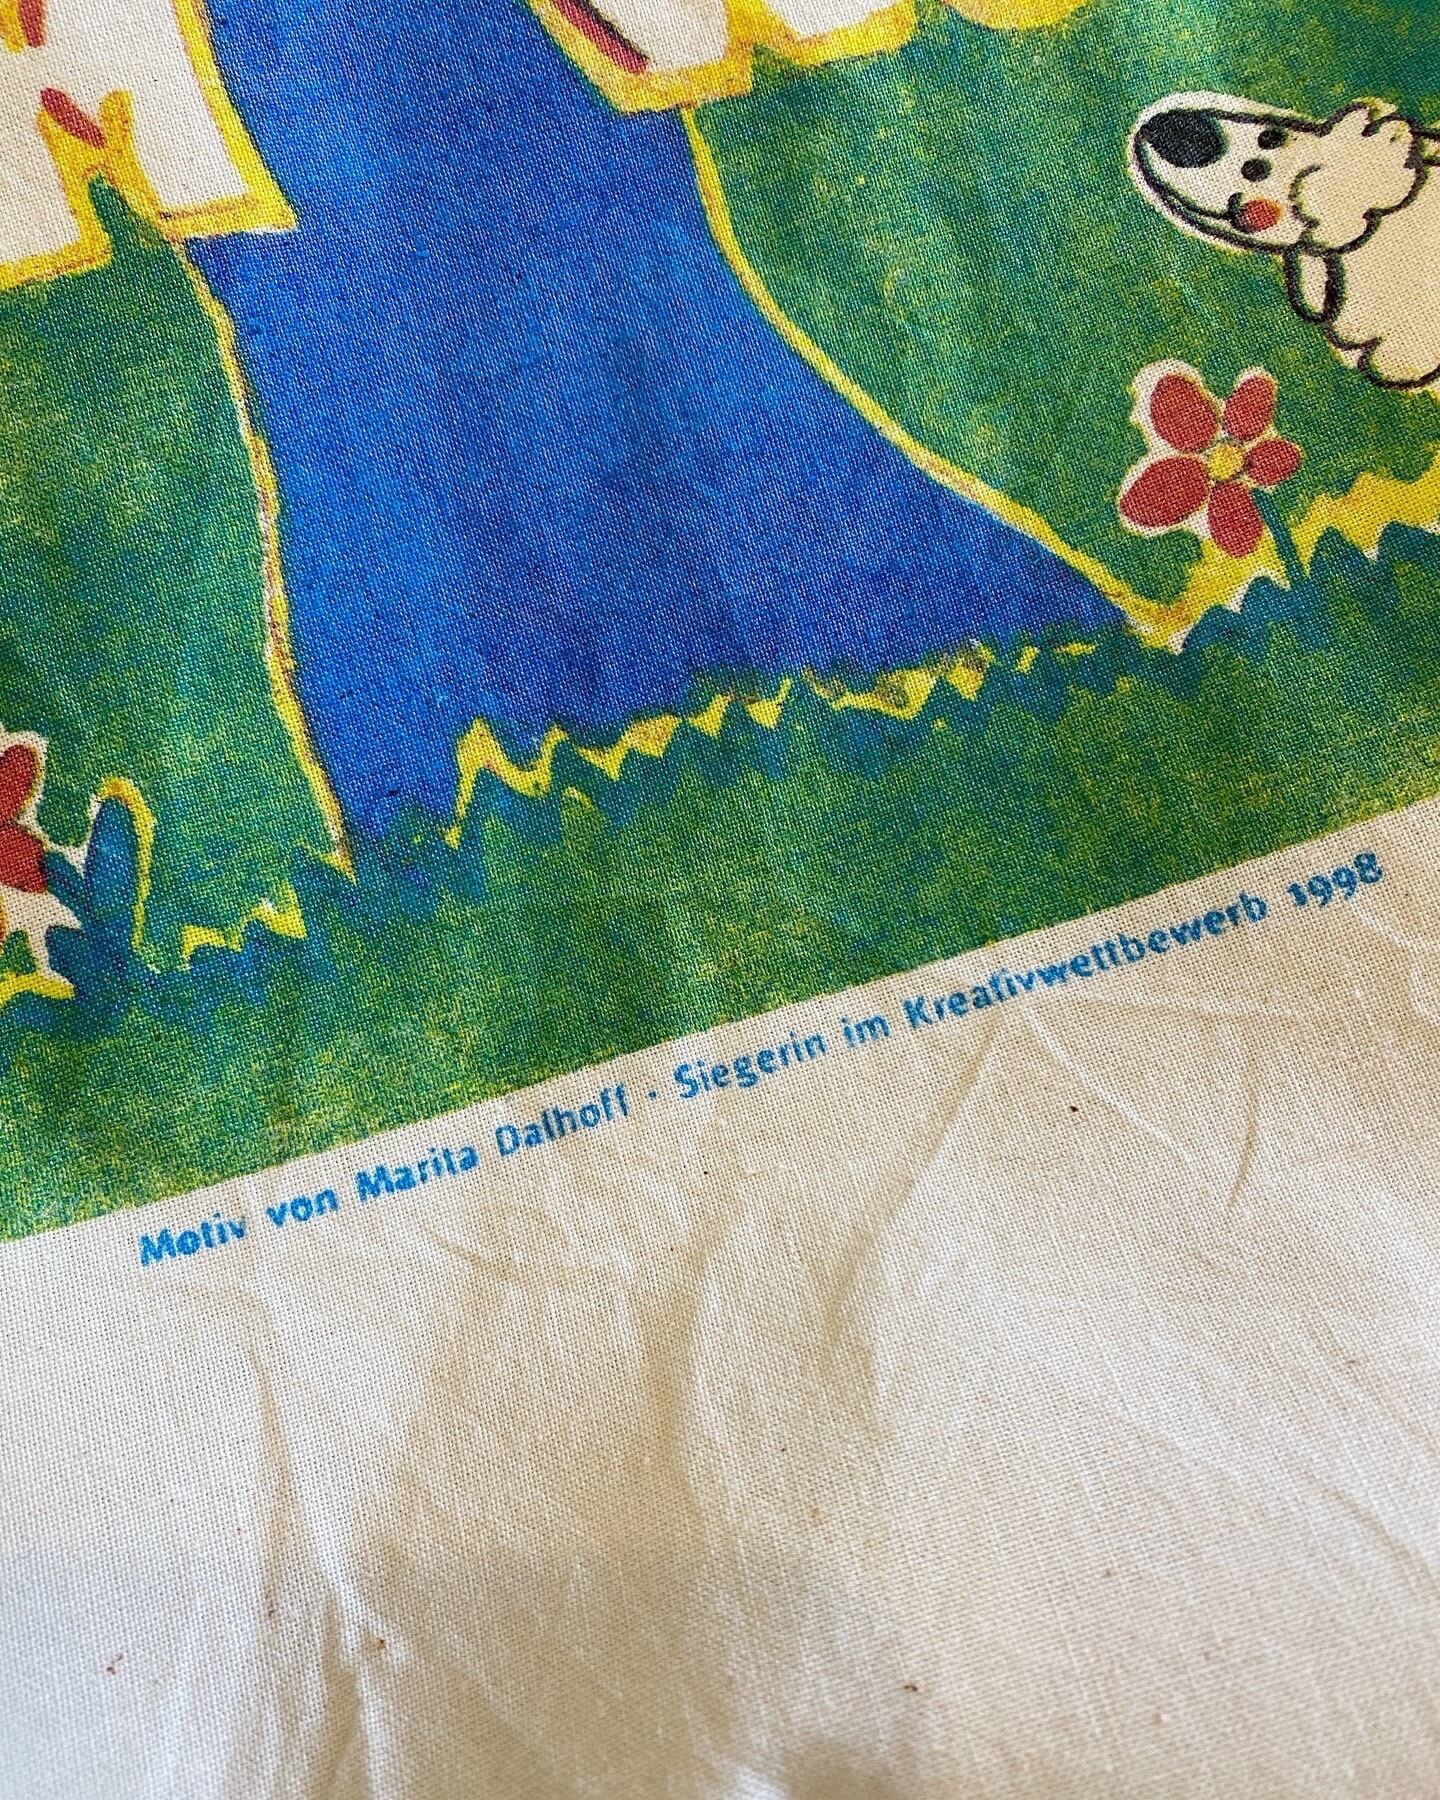 Motiv von Marita Dalhoff · Siegerin im Kreativwettbewerb 1998